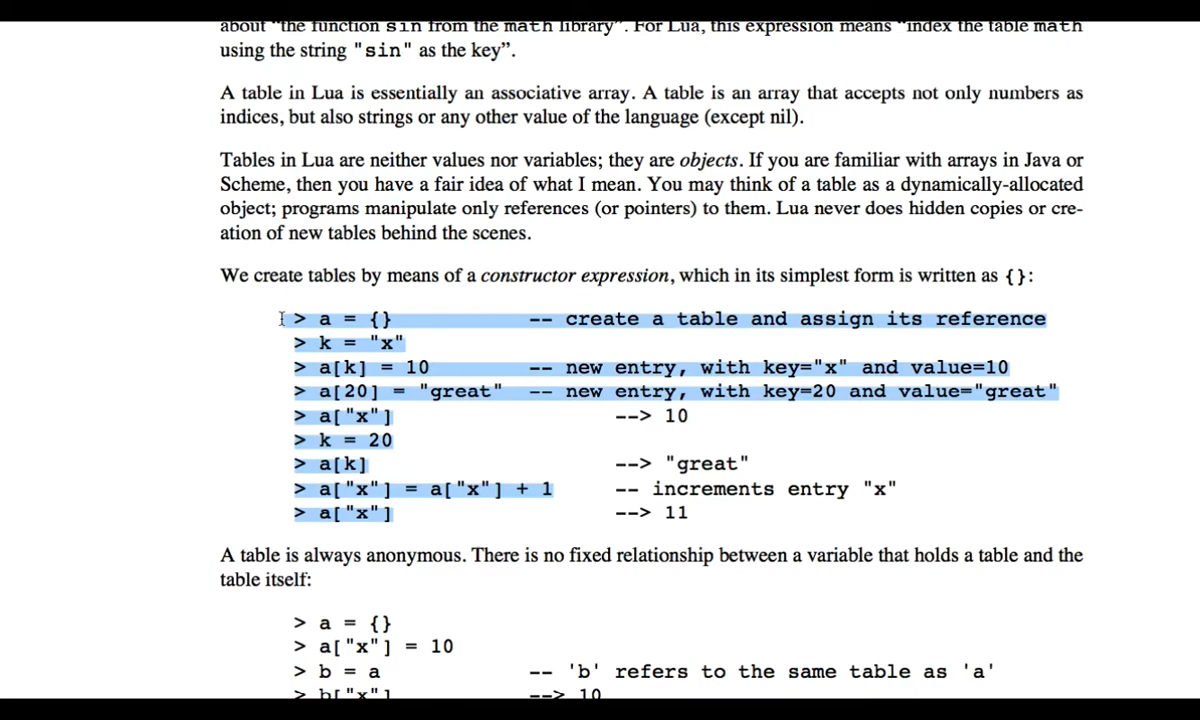 about “the function sin from the math library”. For Lua, this expression means “index the table math
using the string "sin" as the key”.
A table in Lua is essentially an associative array. A table is an array that accepts not only numbers as
indices, but also strings or any other value of the language (except nil).
Tables in Lua are neither values nor variables; they are objects. If you are familiar with arrays in Java or
Scheme, then you have a fair idea of what I mean. You may think of a table as a dynamically-allocated
object; programs manipulate only references (or pointers) to them. Lua never does hidden copies or cre-
ation of new tables behind the scenes.
We create tables by means of a constructor expression, which in its simplest form is written as {}:
> a = {} -- create a table and assign its reference
> k = "x"
> a[k] = 10 -- new entry, with key="x" and value=10
> a[20] = "great" -- new entry, with key=20 and value="great"
> a["x"] --> 10
> k = 20
> a[k] --> "great"
> a["x"] = a["x"] + 1 -- increments entry "x"
> a["x"] --> 11
A table is always anonymous. There is no fixed relationship between a variable that holds a table and the
table itself:
> a = {}
> a["x"] = 10
> b = a -- 'b' refers to the same table as 'a'
> b["x"] --> 10